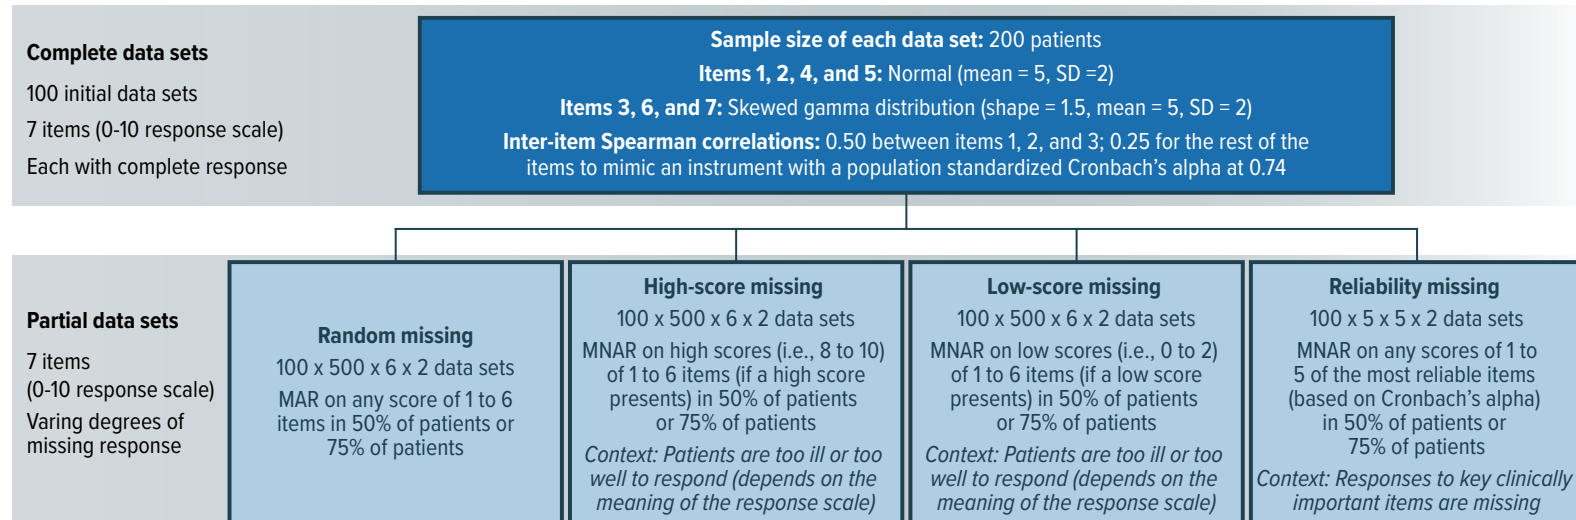 Complete data sets
100 initial data sets
7 items (0-10 response scale)
Each with complete response
Sample size of each data set: 200 patients
Items 1, 2, 4, and 5: Normal (mean = 5, SD =2)
Items 3, 6, and 7: Skewed gamma distribution (shape = 1.5, mean = 5, SD = 2)
Inter-item Spearman correlations: 0.50 between items 1, 2, and 3; 0.25 for the rest of the
items to mimic an instrument with a population standardized Cronbach’s alpha at 0.74
Partial data sets
7 items
(0-10 response scale)
Varing degrees of
missing response
Random missing
100 x 500 x 6 x 2 data sets
MAR on any score of 1 to 6
items in 50% of patients or
75% of patients
High-score missing
100 x 500 x 6 x 2 data sets
MNAR on high scores (i.e., 8 to 10)
of 1 to 6 items (if a high score
presents) in 50% of patients
or 75% of patients
Context: Patients are too ill or too
well to respond (depends on the
meaning of the response scale)
Low-score missing
100 x 500 x 6 x 2 data sets
MNAR on low scores (i.e., 0 to 2)
of 1 to 6 items (if a low score
presents) in 50% of patients
or 75% of patients
Context: Patients are too ill or too
well to respond (depends on the
meaning of the response scale)
Reliability missing
100 x 5 x 5 x 2 data sets
MNAR on any scores of 1 to
5 of the most reliable items
(based on Cronbach’s alpha)
in 50% of patients or
75% of patients
Context: Responses to key clinically
important items are missing